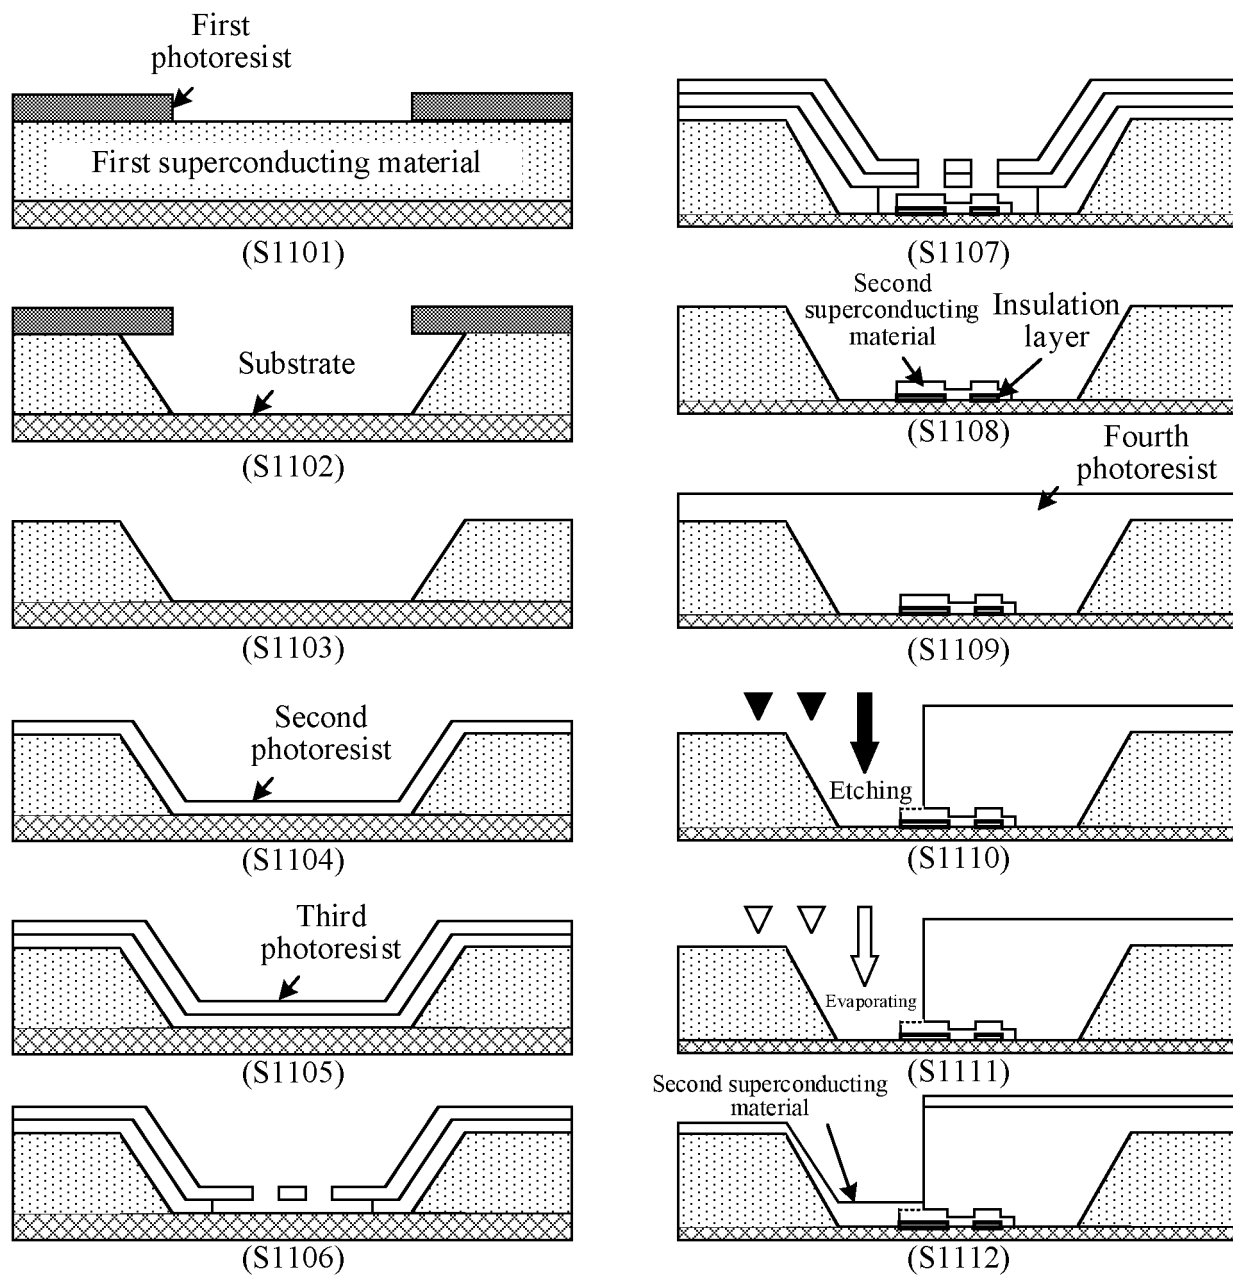 First
photoresist
First superconducting material
(S1101)
Substrate
(S1102)
(S1103)
Second
photoresist
(S1104)
Third
photoresist
(S1105)
(S1106)
(S1107)
Second
superconducting
material
Insulation
layer
(S1108)
Fourth
photoresist
(S1109)
Etching
(S1110)
Evaporating
(S1111)
Second superconducting
material
(S1112)